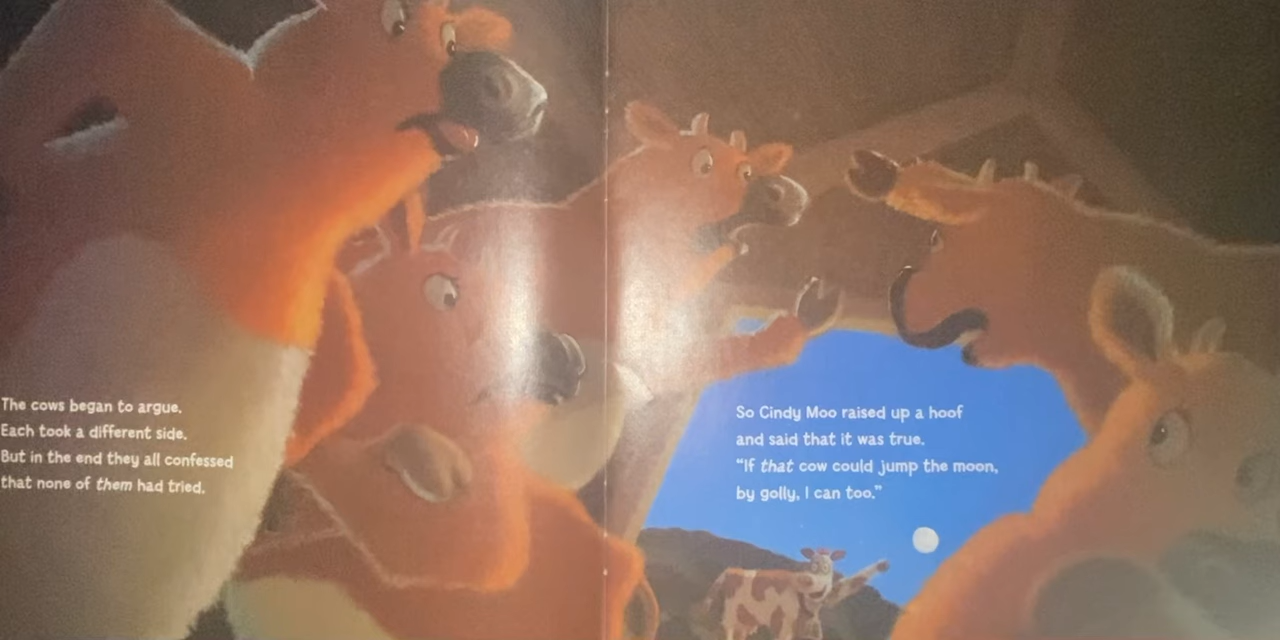 The cows began to argue.
Each took a different side.
But in the end they all confessed
that none of them had tried.
So Cindy Moo raised up a hoof
and said that it was true.
“If that cow could jump the moon,
by golly, I can too.”